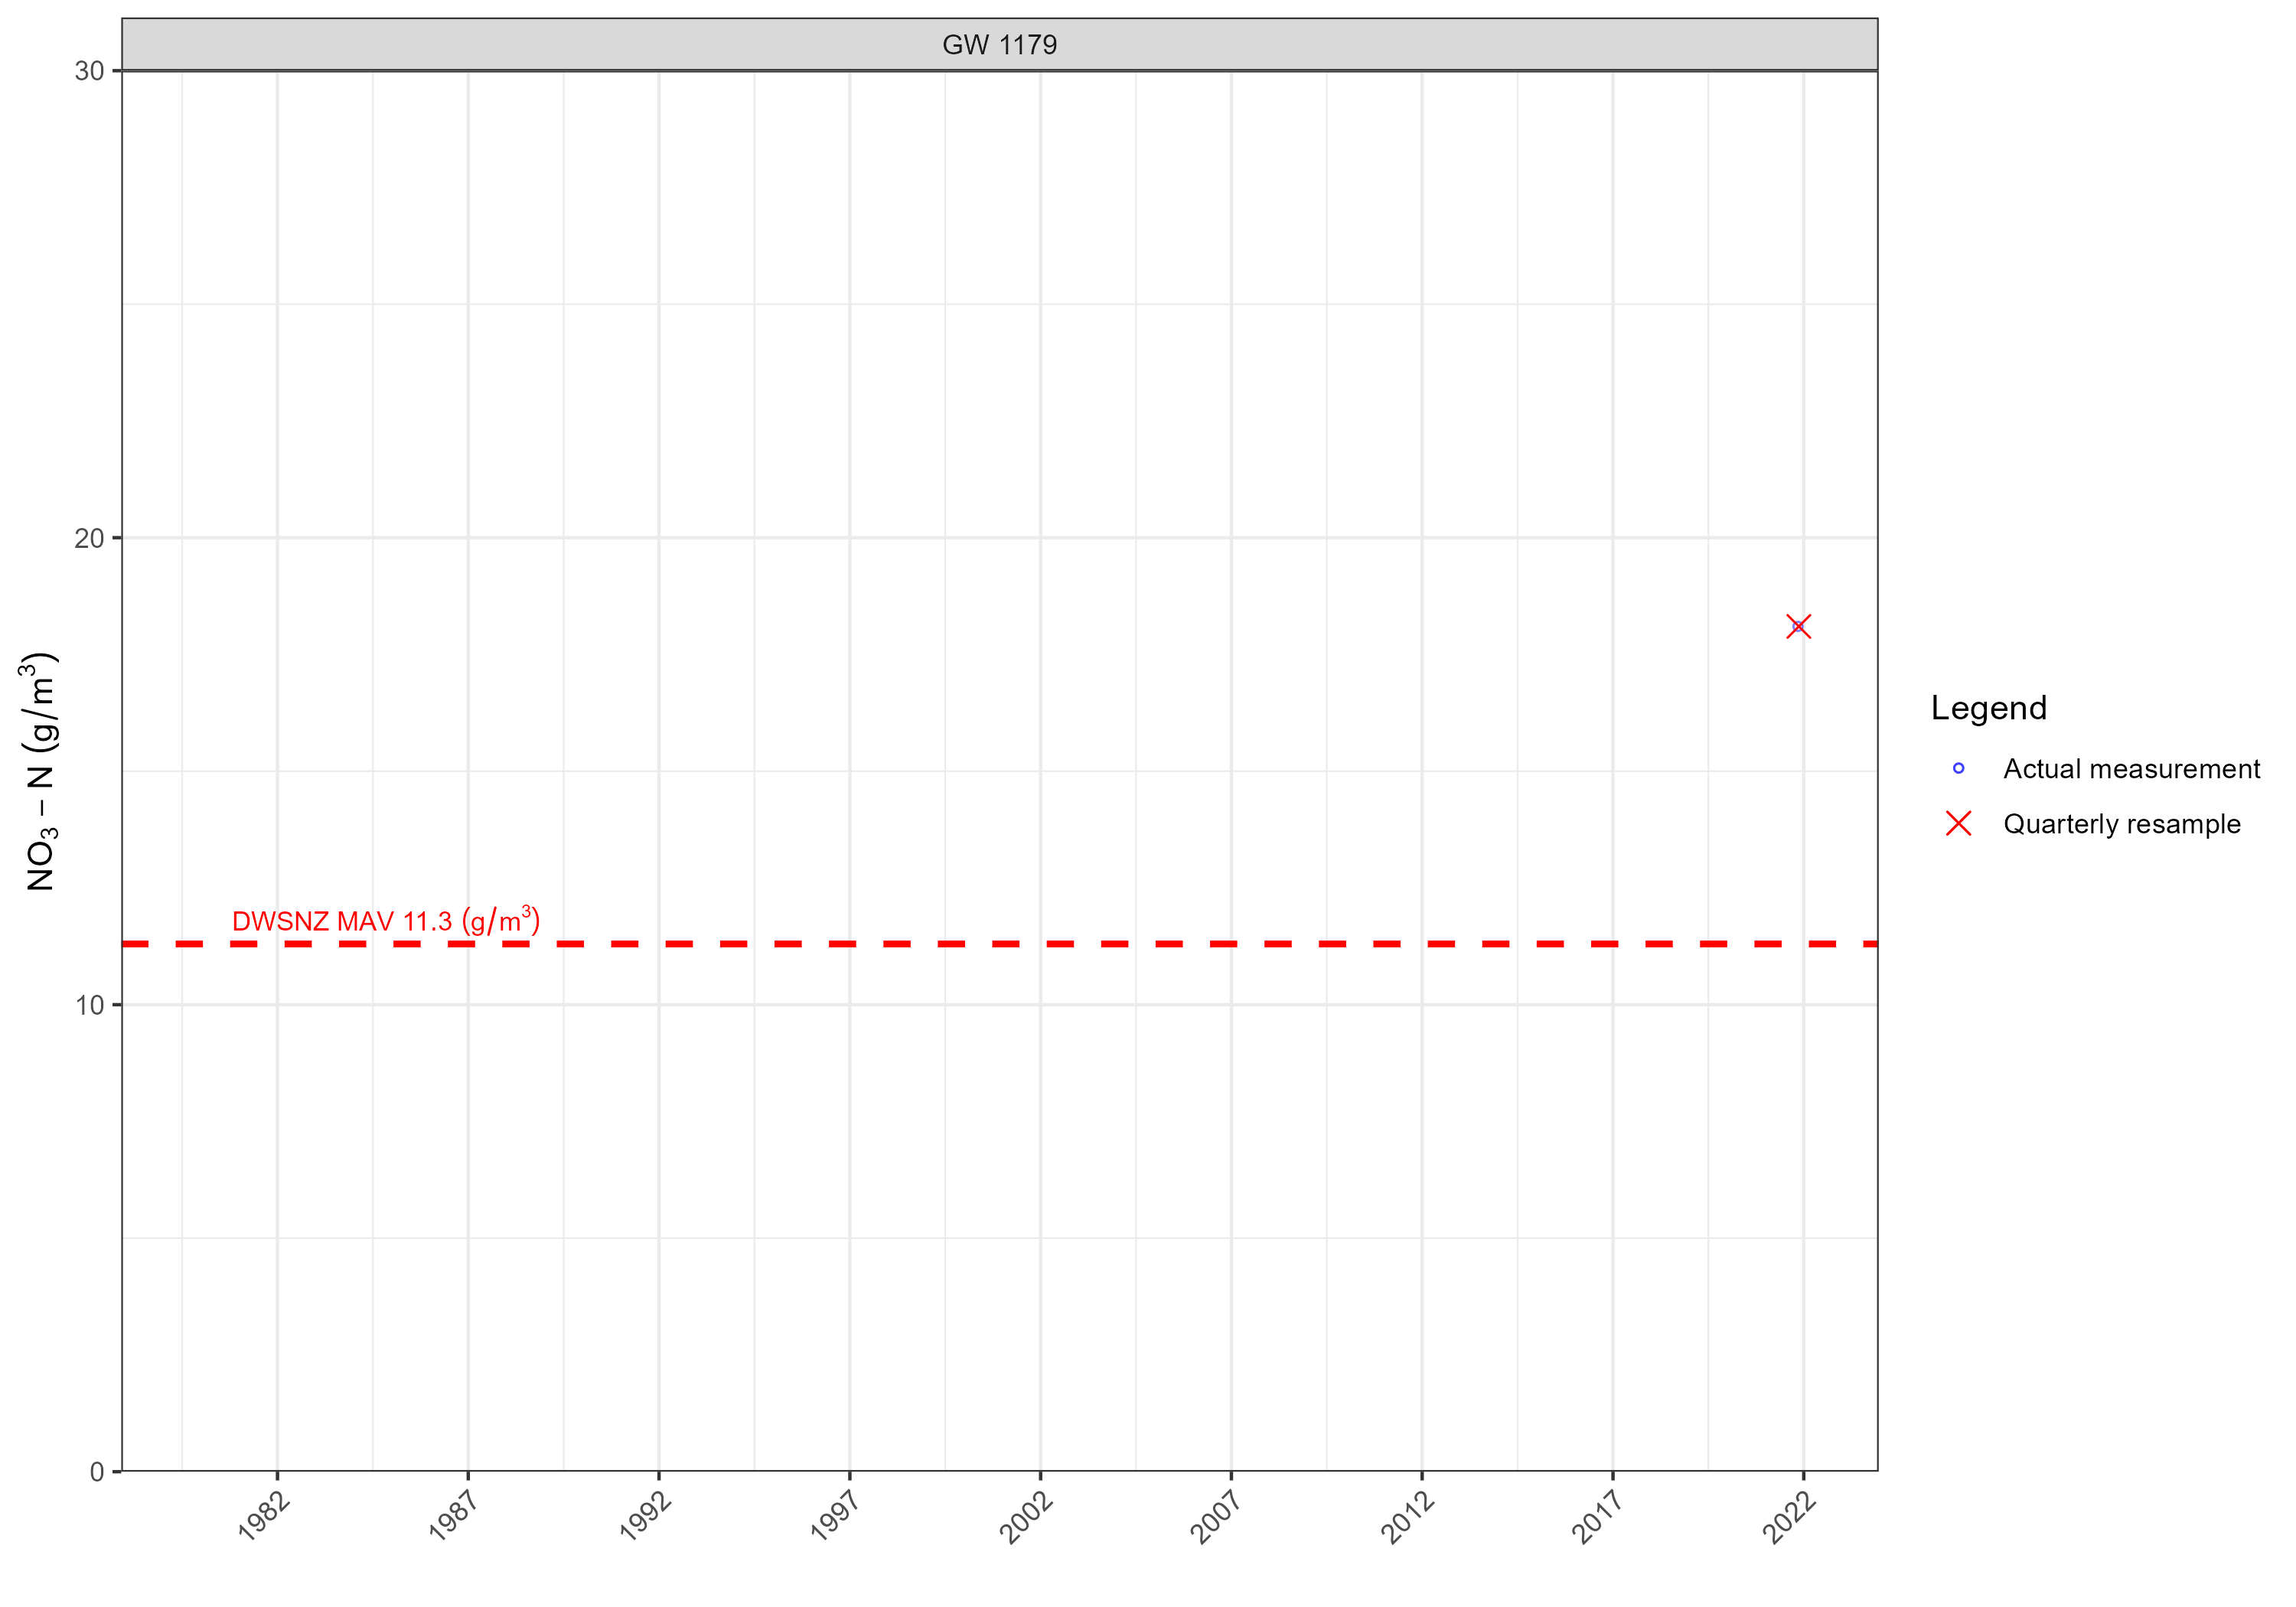 GW 1179
30
20
10
0
NO₃ – N (g/m³)
DWSNZ MAV 11.3 (g/m³)
1982
1987
1992
1997
2002
2007
2012
2017
2022
Legend
Actual measurement
Quarterly resample